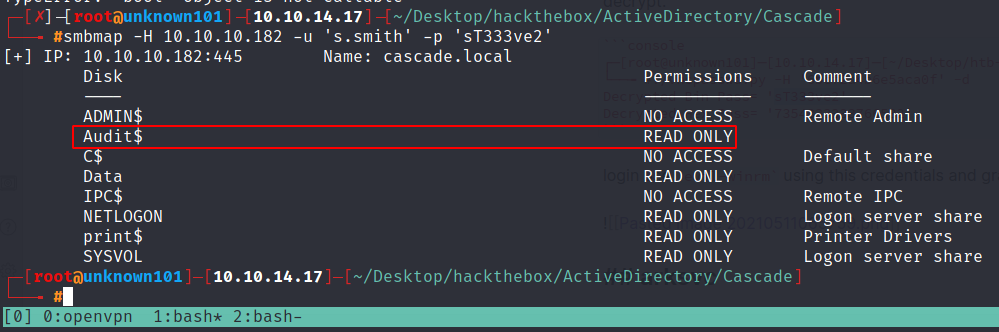 TypeError: 'bool' object is not callable
┌─[✗]─[root@unknown101]─[10.10.14.17]─[~/Desktop/hackthebox/ActiveDirectory/Cascade]
└──╼ #smbmap -H 10.10.10.182 -u 's.smith' -p 'sT333ve2'
[+] IP: 10.10.10.182:445 Name: cascade.local
Disk Permissions Comment
---- ----------- -------
ADMIN$ NO ACCESS Remote Admin
Audit$ READ ONLY
C$ NO ACCESS Default share
Data READ ONLY
IPC$ NO ACCESS Remote IPC
NETLOGON READ ONLY Logon server share
print$ READ ONLY Printer Drivers
SYSVOL READ ONLY Logon server share
┌─[root@unknown101]─[10.10.14.17]─[~/Desktop/hackthebox/ActiveDirectory/Cascade]
└──╼ #
[0] 0:openvpn 1:bash* 2:bash-